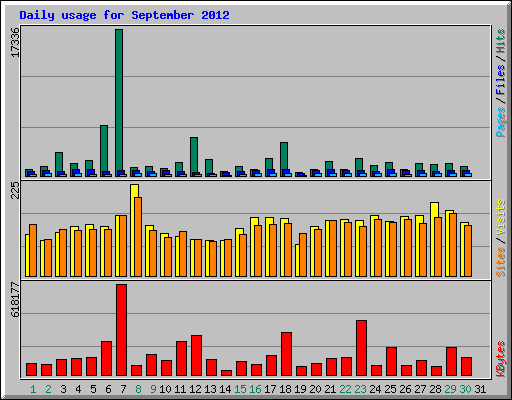 Daily usage for September 2012
17336
Pages/Files/Hits
225
Sites/Visits
618177
KBytes
1 2 3 4 5 6 7 8 9 10 11 12 13 14 15 16 17 18 19 20 21 22 23 24 25 26 27 28 29 30 31